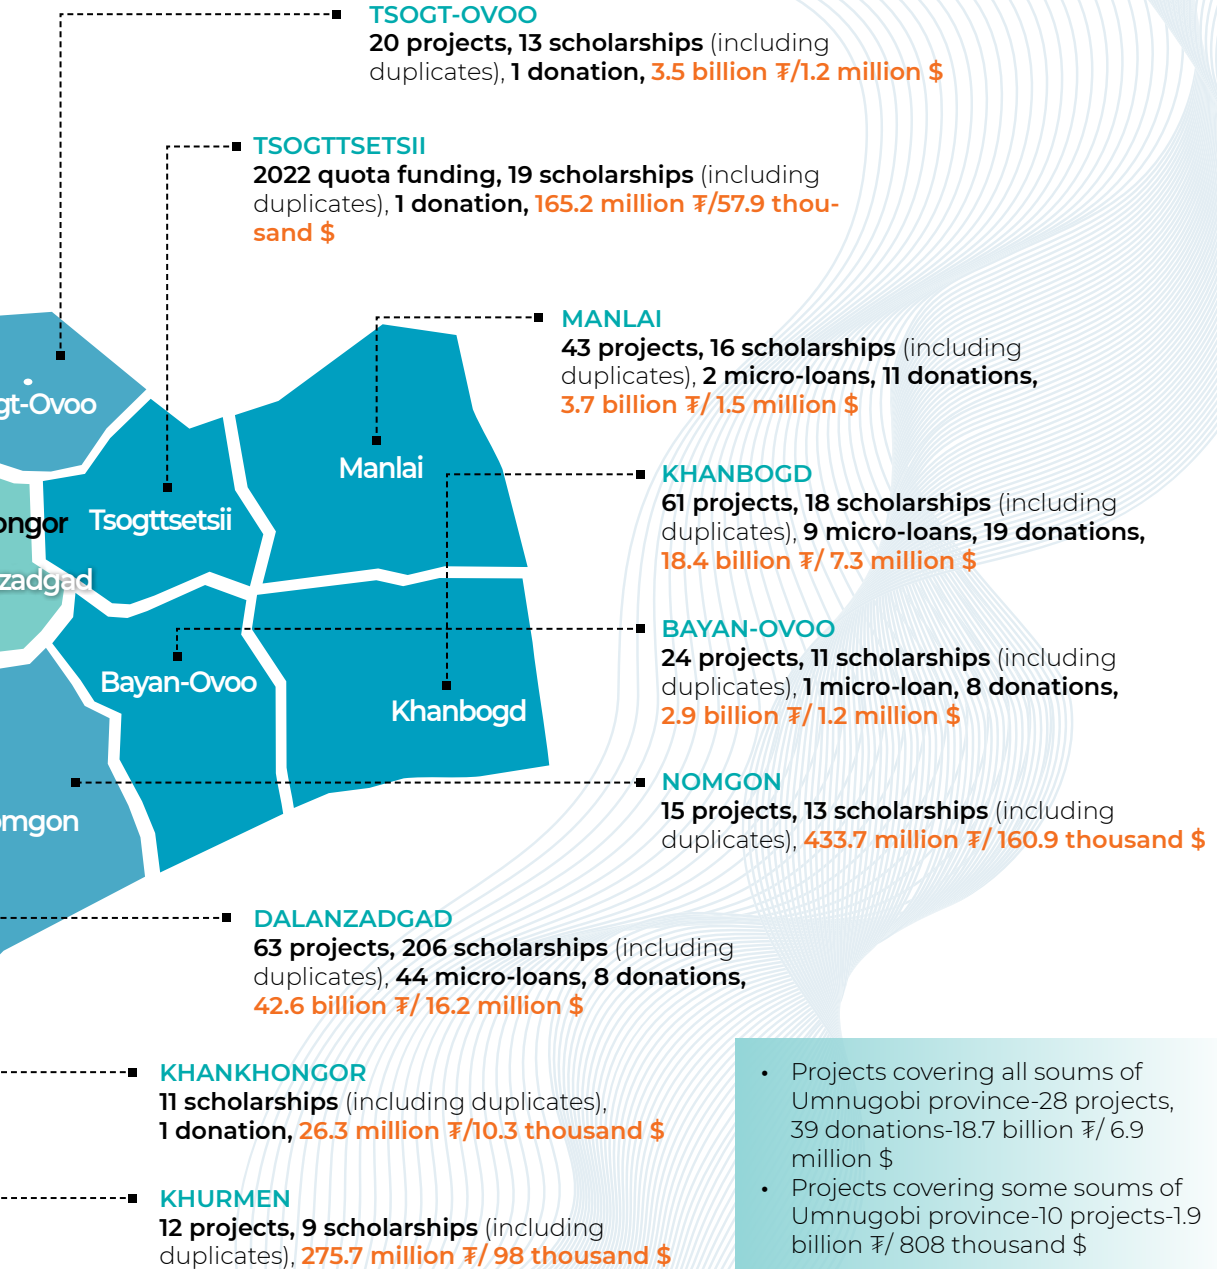 TSOGT-OVOO
20 projects, 13 scholarships (including
duplicates), 1 donation, 3.5 billion ₮/1.2 million $
TSOGTTSETSII
2022 quota funding, 19 scholarships (including
duplicates), 1 donation, 165.2 million ₮/57.9 thou-
sand $
MANLAI
43 projects, 16 scholarships (including
duplicates), 2 micro-loans, 11 donations,
3.7 billion ₮/ 1.5 million $
gt-Ovoo
Manlai
KHANBOGD
61 projects, 18 scholarships (including
duplicates), 9 micro-loans, 19 donations,
18.4 billion ₮/ 7.3 million $
ongor
Tsogttsetsii
zadgad
BAYAN-OVOO
24 projects, 11 scholarships (including
duplicates), 1 micro-loan, 8 donations,
2.9 billion ₮/ 1.2 million $
Bayan-Ovoo
Khanbogd
NOMGON
15 projects, 13 scholarships (including
duplicates), 433.7 million ₮/ 160.9 thousand $
omgon
DALANZADGAD
63 projects, 206 scholarships (including
duplicates), 44 micro-loans, 8 donations,
42.6 billion ₮/ 16.2 million $
KHANKHONGOR
11 scholarships (including duplicates),
1 donation, 26.3 million ₮/10.3 thousand $
KHURMEN
12 projects, 9 scholarships (including
duplicates), 275.7 million ₮/ 98 thousand $
• Projects covering all soums of
Umnugobi province-28 projects,
39 donations-18.7 billion ₮/ 6.9
million $
• Projects covering some soums of
Umnugobi province-10 projects-1.9
billion ₮/ 808 thousand $